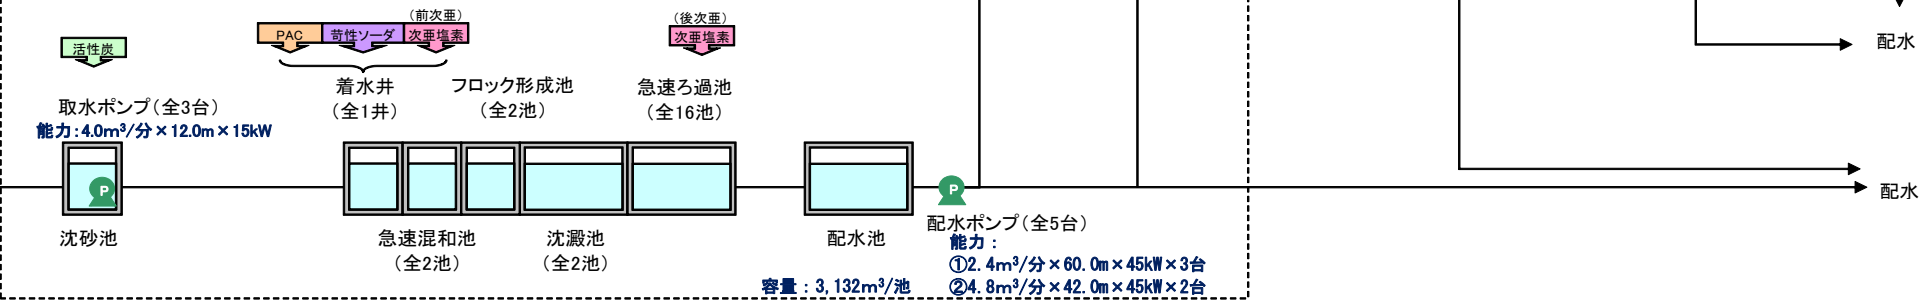 (前次亜)
(後次亜)
活性炭
PAC
苛性ソーダ
次亜塩素
次亜塩素
配水
着水井
(全1井)
フロック形成池
(全2池)
急速ろ過池
(全16池)
取水ポンプ(全3台)
能力:4.0m³/分×12.0m×15kW
P
P
配水
沈砂池
急速混和池
(全2池)
沈澱池
(全2池)
配水池
容量：3,132m³/池
配水ポンプ(全5台)
能力：
①2.4m³/分×60.0m×45kW×3台
②4.8m³/分×42.0m×45kW×2台